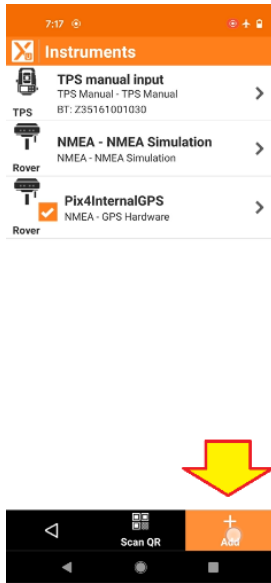 7:17
Instruments
TPS manual input
TPS Manual - TPS Manual
TPS
BT: Z35161001030
NMEA - NMEA Simulation
NMEA - NMEA Simulation
Rover
Pix4InternalGPS
NMEA - GPS Hardware
Rover
Scan QR
Add